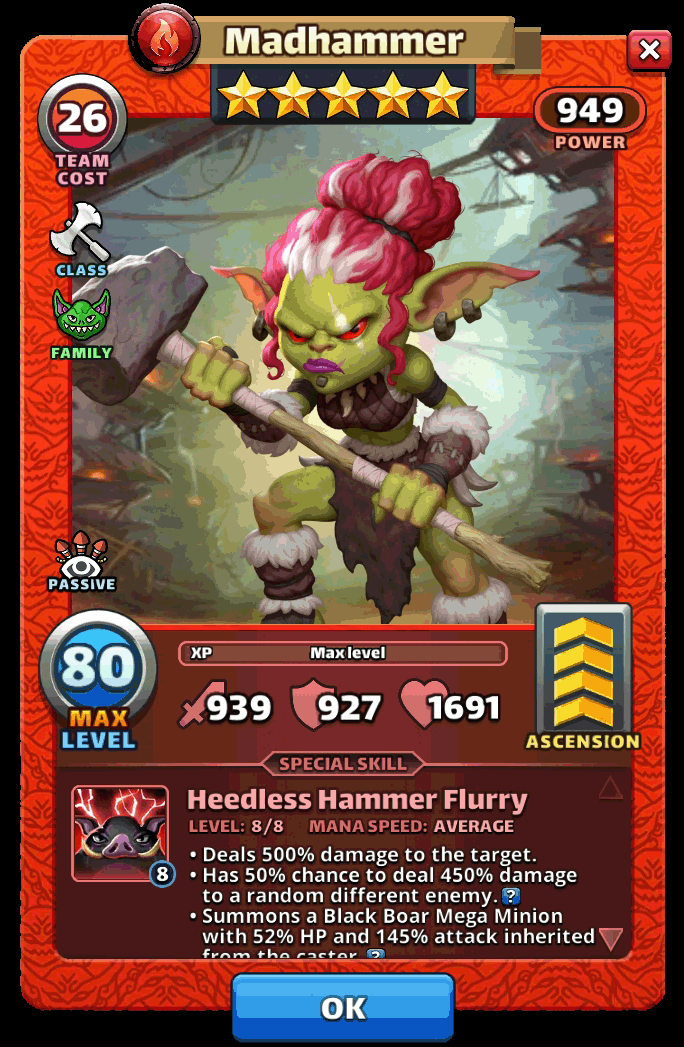 Madhammer
26
TEAM
COST
949
POWER
CLASS
FAMILY
PASSIVE
80
MAX
LEVEL
XP Max level
939 927 1691
ASCENSION
SPECIAL SKILL
Heedless Hammer Flurry
LEVEL: 8/8 MANA SPEED: AVERAGE
8
• Deals 500% damage to the target.
• Has 50% chance to deal 450% damage
to a random different enemy. ?
• Summons a Black Boar Mega Minion
with 52% HP and 145% attack inherited
from the caster. ?
OK